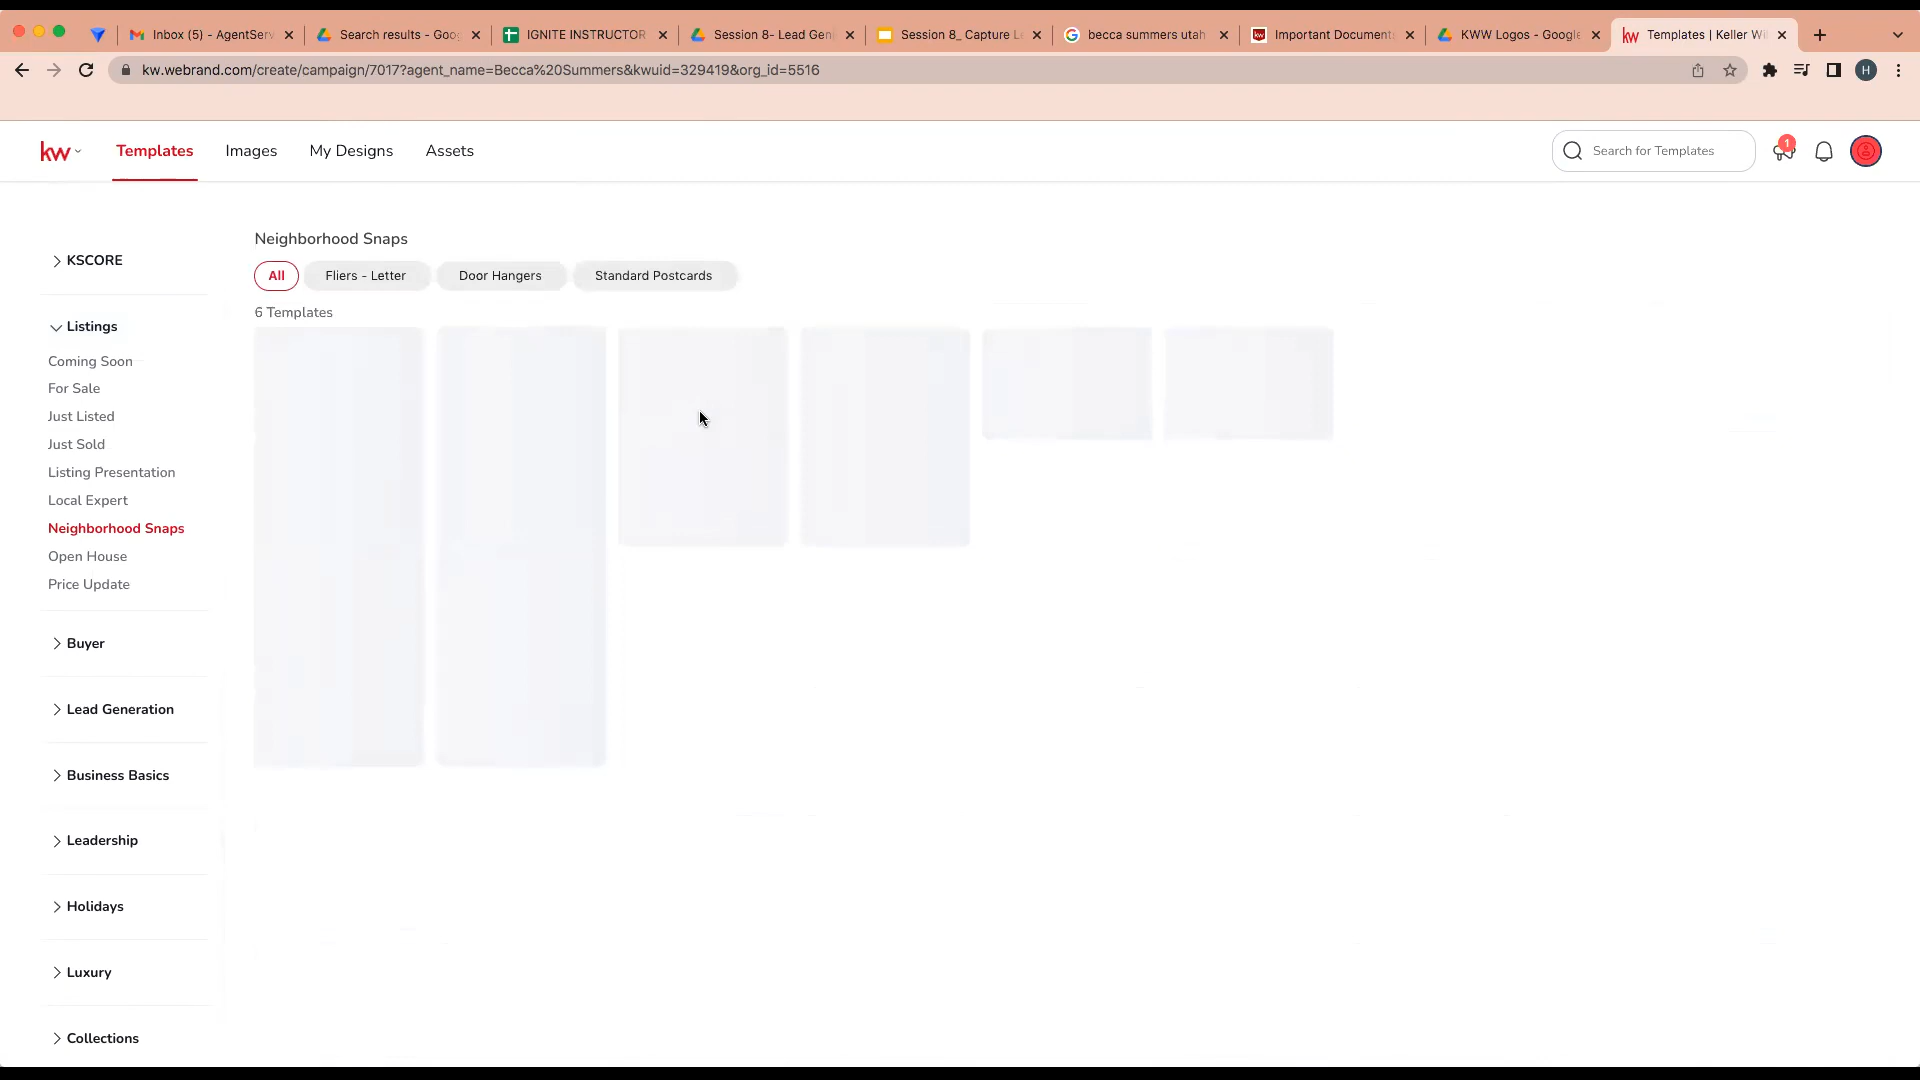 Inbox (5) - AgentServ
Search results - Goog
IGNITE INSTRUCTOR
Session 8- Lead Gen
Session 8_ Capture Le
becca summers utah
Important Document
KWW Logos - Google
Templates | Keller Wil
kw.webrand.com/create/campaign/7017?agent_name=Becca%20Summers&kwuid=329419&org_id=5516
H
kw
Templates
Images
My Designs
Assets
Search for Templates
1
KSCORE
Listings
Coming Soon
For Sale
Just Listed
Just Sold
Listing Presentation
Local Expert
Neighborhood Snaps
Open House
Price Update
Buyer
Lead Generation
Business Basics
Leadership
Holidays
Luxury
Collections
Neighborhood Snaps
All
Fliers - Letter
Door Hangers
Standard Postcards
6 Templates